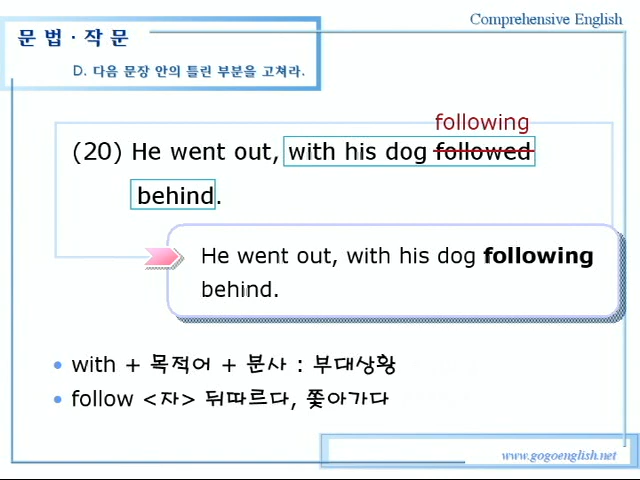 Comprehensive English
문법·작문
D. 다음 문장 안의 틀린 부분을 고쳐라.
following
(20) He went out, with his dog followed
behind.
He went out, with his dog following
behind.
• with + 목적어 + 분사 : 부대상황
• follow <자> 뒤따르다, 쫓아가다
www.gogoenglish.net